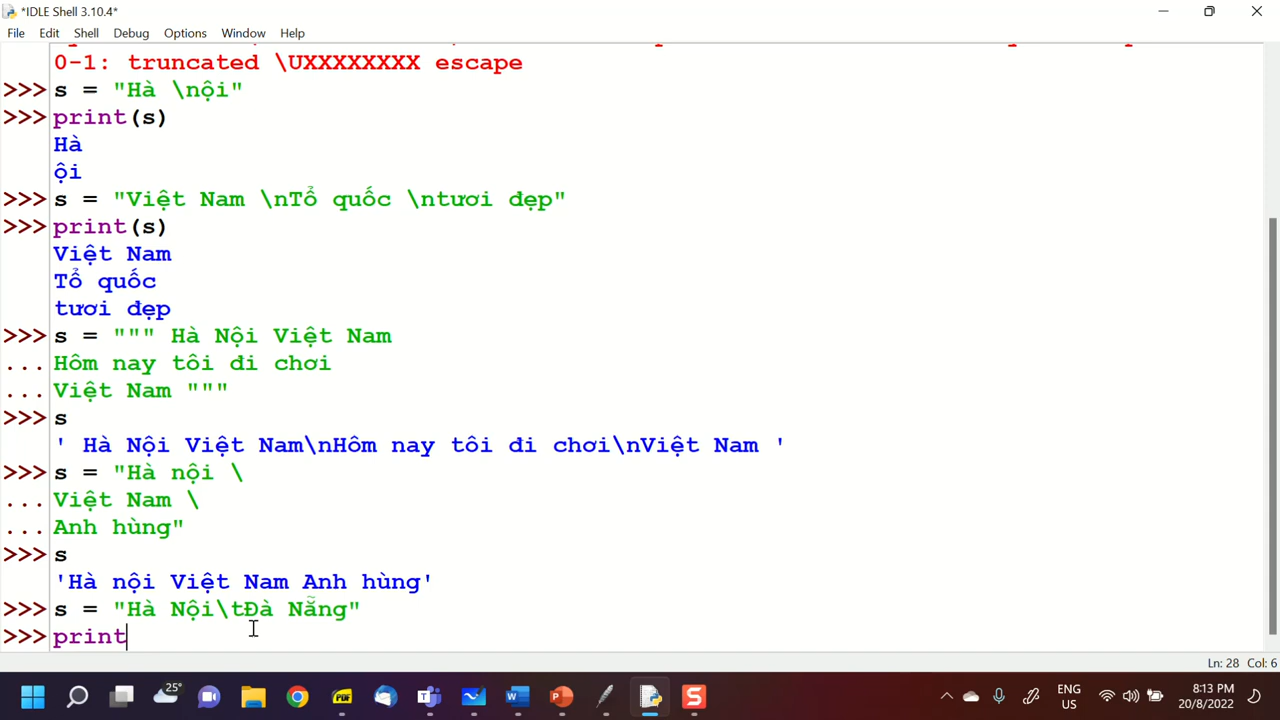 *IDLE Shell 3.10.4*
File Edit Shell Debug Options Window Help
0-1: truncated \UXXXXXXXX escape
>>> s = "Hà \nội"
>>> print(s)
Hà
ội
>>> s = "Việt Nam \nTổ quốc \ntươi đẹp"
>>> print(s)
Việt Nam
Tổ quốc
tươi đẹp
>>> s = """ Hà Nội Việt Nam
... Hôm nay tôi đi chơi
... Việt Nam """
>>> s
' Hà Nội Việt Nam\nHôm nay tôi đi chơi\nViệt Nam '
>>> s = "Hà nội \
... Việt Nam \
... Anh hùng"
>>> s
'Hà nội Việt Nam Anh hùng'
>>> s = "Hà Nội\tĐà Nẵng"
>>> print
Ln: 28 Col: 6
25°
PDF
ENG
US
8:13 PM
20/8/2022